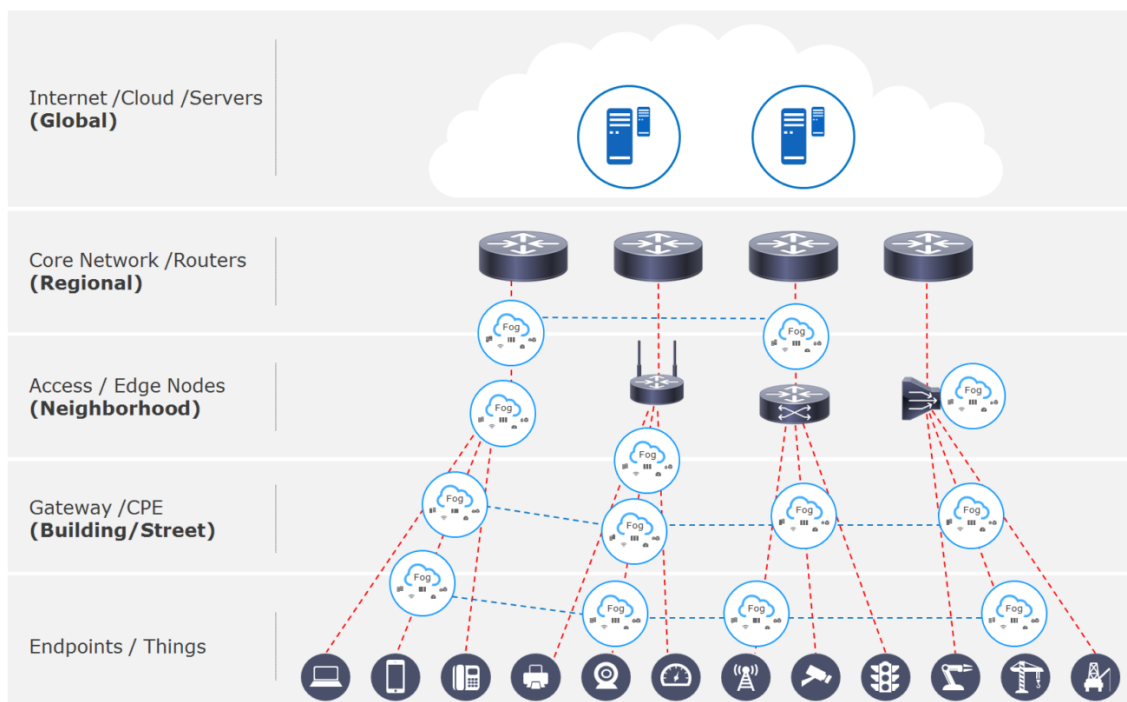 Internet /Cloud /Servers
(Global)
Core Network /Routers
(Regional)
Fog
Fog
Access / Edge Nodes
(Neighborhood)
Fog
Fog
Fog
Gateway /CPE
(Building/Street)
Fog
Fog
Fog
Fog
Endpoints / Things
Fog
Fog
Fog
Fog